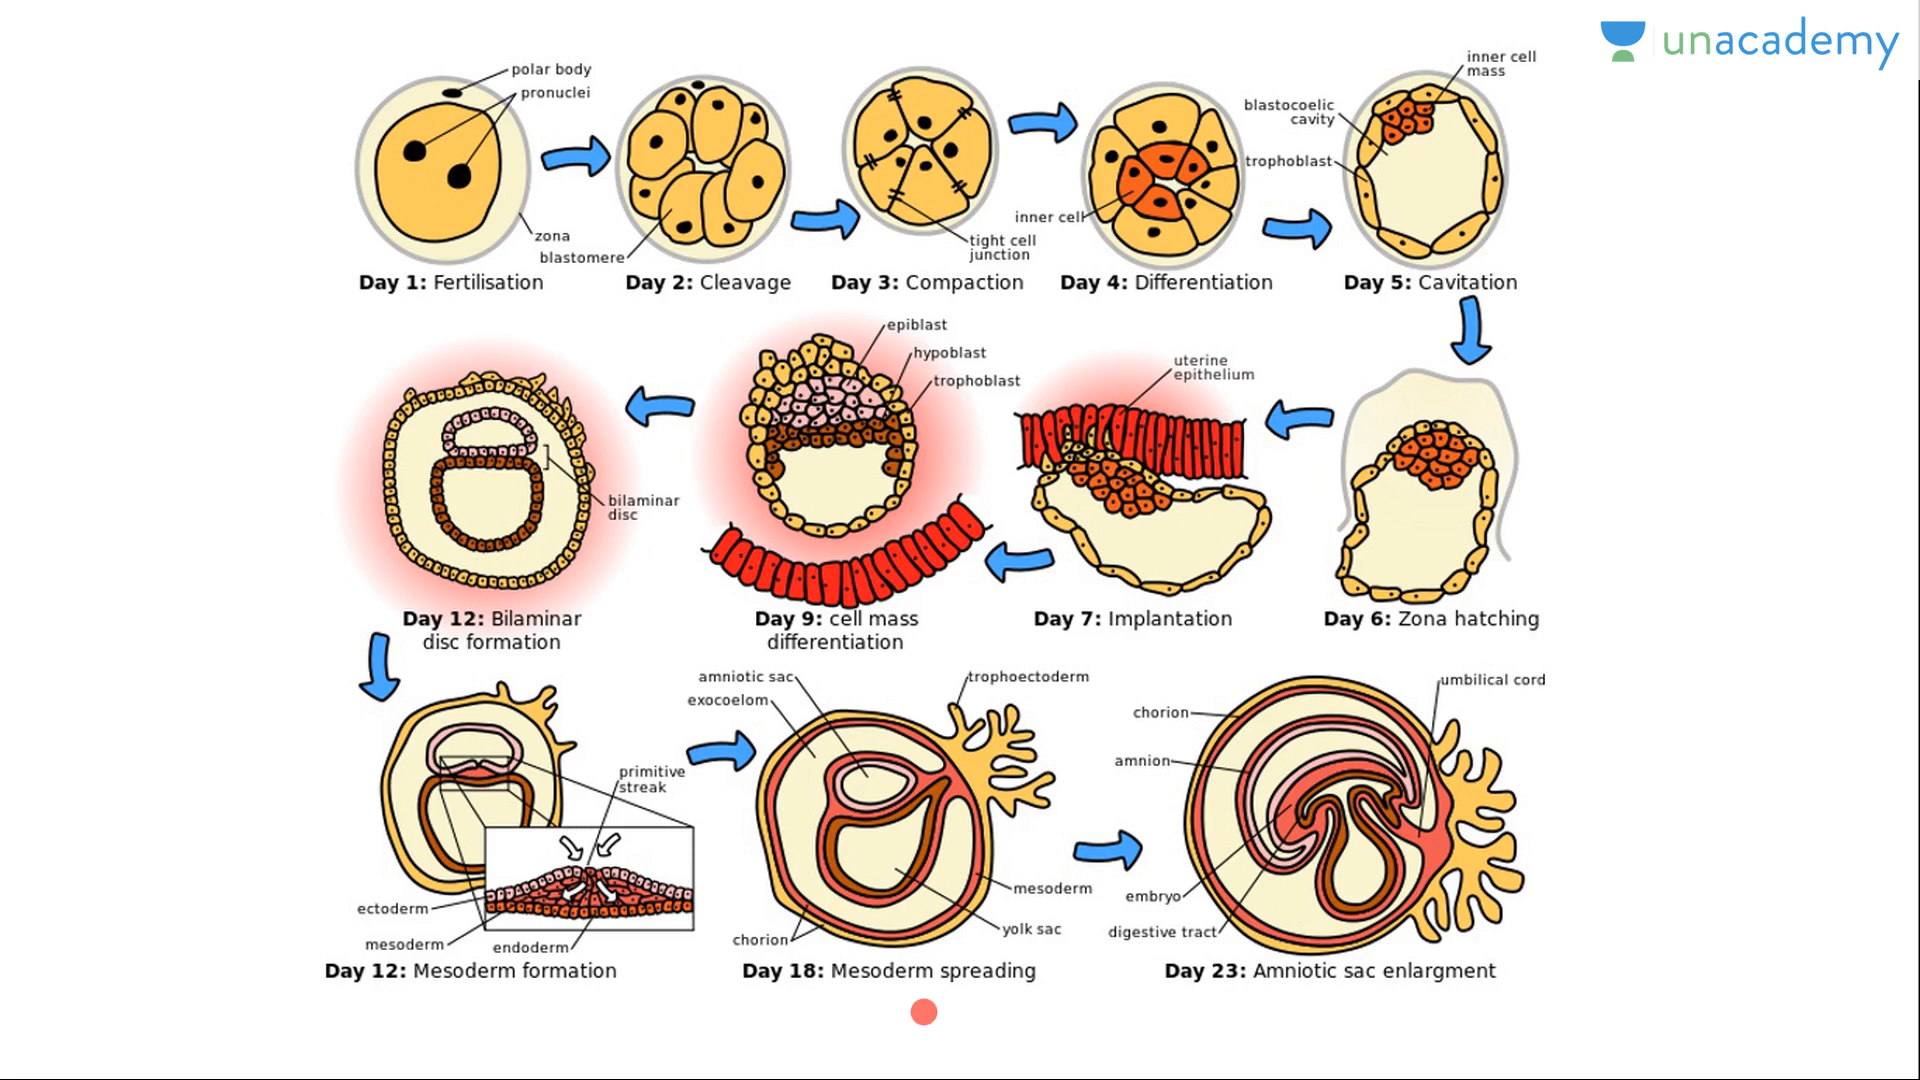 unacademy
polar body
pronuclei
zona
blastomere
tight cell
junction
inner cell
blastocoelic
cavity
trophoblast
inner cell
mass
Day 1: Fertilisation
Day 2: Cleavage
Day 3: Compaction
Day 4: Differentiation
Day 5: Cavitation
bilaminar
disc
epiblast
hypoblast
trophoblast
uterine
epithelium
Day 12: Bilaminar
disc formation
Day 9: cell mass
differentiation
Day 7: Implantation
Day 6: Zona hatching
primitive
streak
ectoderm
mesoderm
endoderm
amniotic sac
exocoelom
trophoectoderm
mesoderm
yolk sac
chorion
umbilical cord
chorion
amnion
embryo
digestive tract
Day 12: Mesoderm formation
Day 18: Mesoderm spreading
Day 23: Amniotic sac enlargment